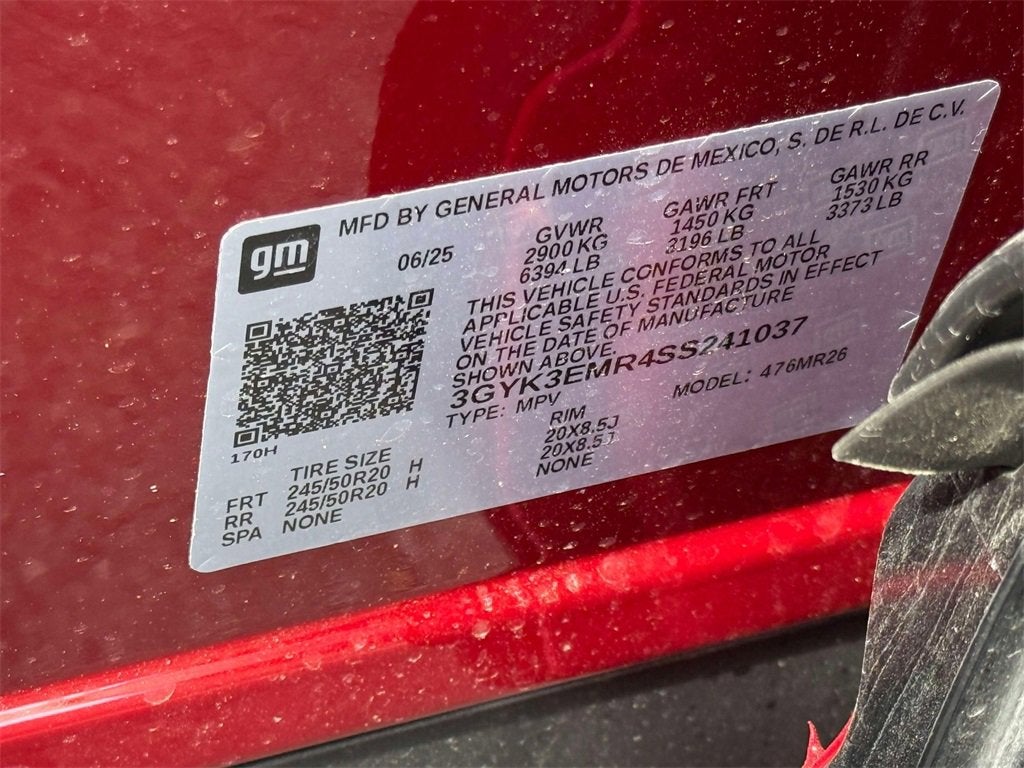 MFD BY GENERAL MOTORS DE MEXICO, S. DE R.L. DE C.V.
gm
06/25
GVWR GAWR FRT GAWR RR
2900 KG 1450 KG 1530 KG
6394 LB 3196 LB 3373 LB
THIS VEHICLE CONFORMS TO ALL
APPLICABLE U.S. FEDERAL MOTOR
VEHICLE SAFETY STANDARDS IN EFFECT
ON THE DATE OF MANUFACTURE
SHOWN ABOVE.
3GYK3EMR4SS241037
TYPE: MPV MODEL: 476MR26
170H
TIRE SIZE RIM
FRT 245/50R20 H 20X8.5J
RR 245/50R20 H 20X8.5J
SPA NONE NONE